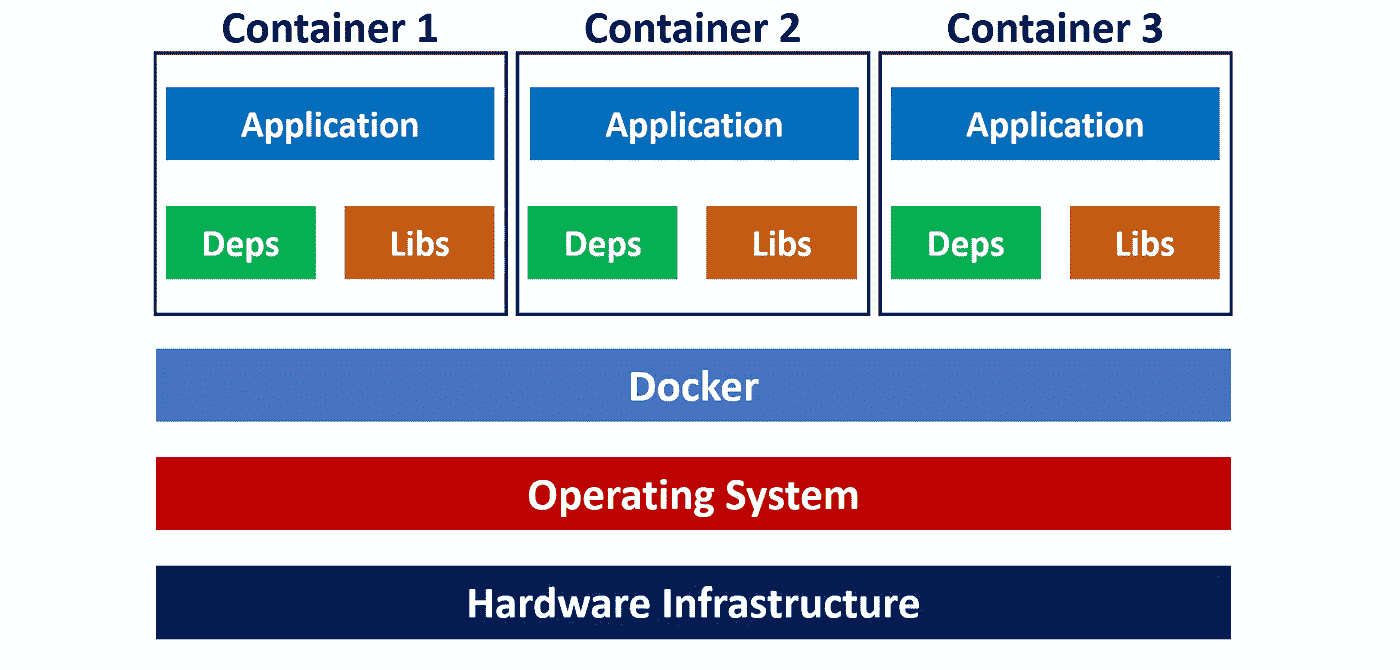 Container 1
Container 2
Container 3
Application
Application
Application
Deps
Libs
Deps
Libs
Deps
Libs
Docker
Operating System
Hardware Infrastructure